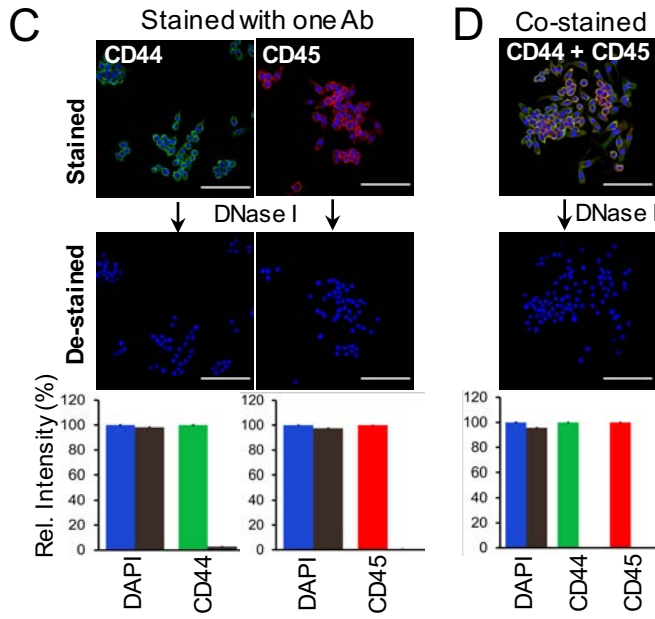 C
Stained with one Ab
CD44
CD45
Stained
DNase I
De-stained
Rel. Intensity (%)
120
100
80
60
40
20
0
DAPI
CD44
120
100
80
60
40
20
0
DAPI
CD45
D
Co-stained
CD44 + CD45
DNase I
120
100
80
60
40
20
0
DAPI
CD44
CD45